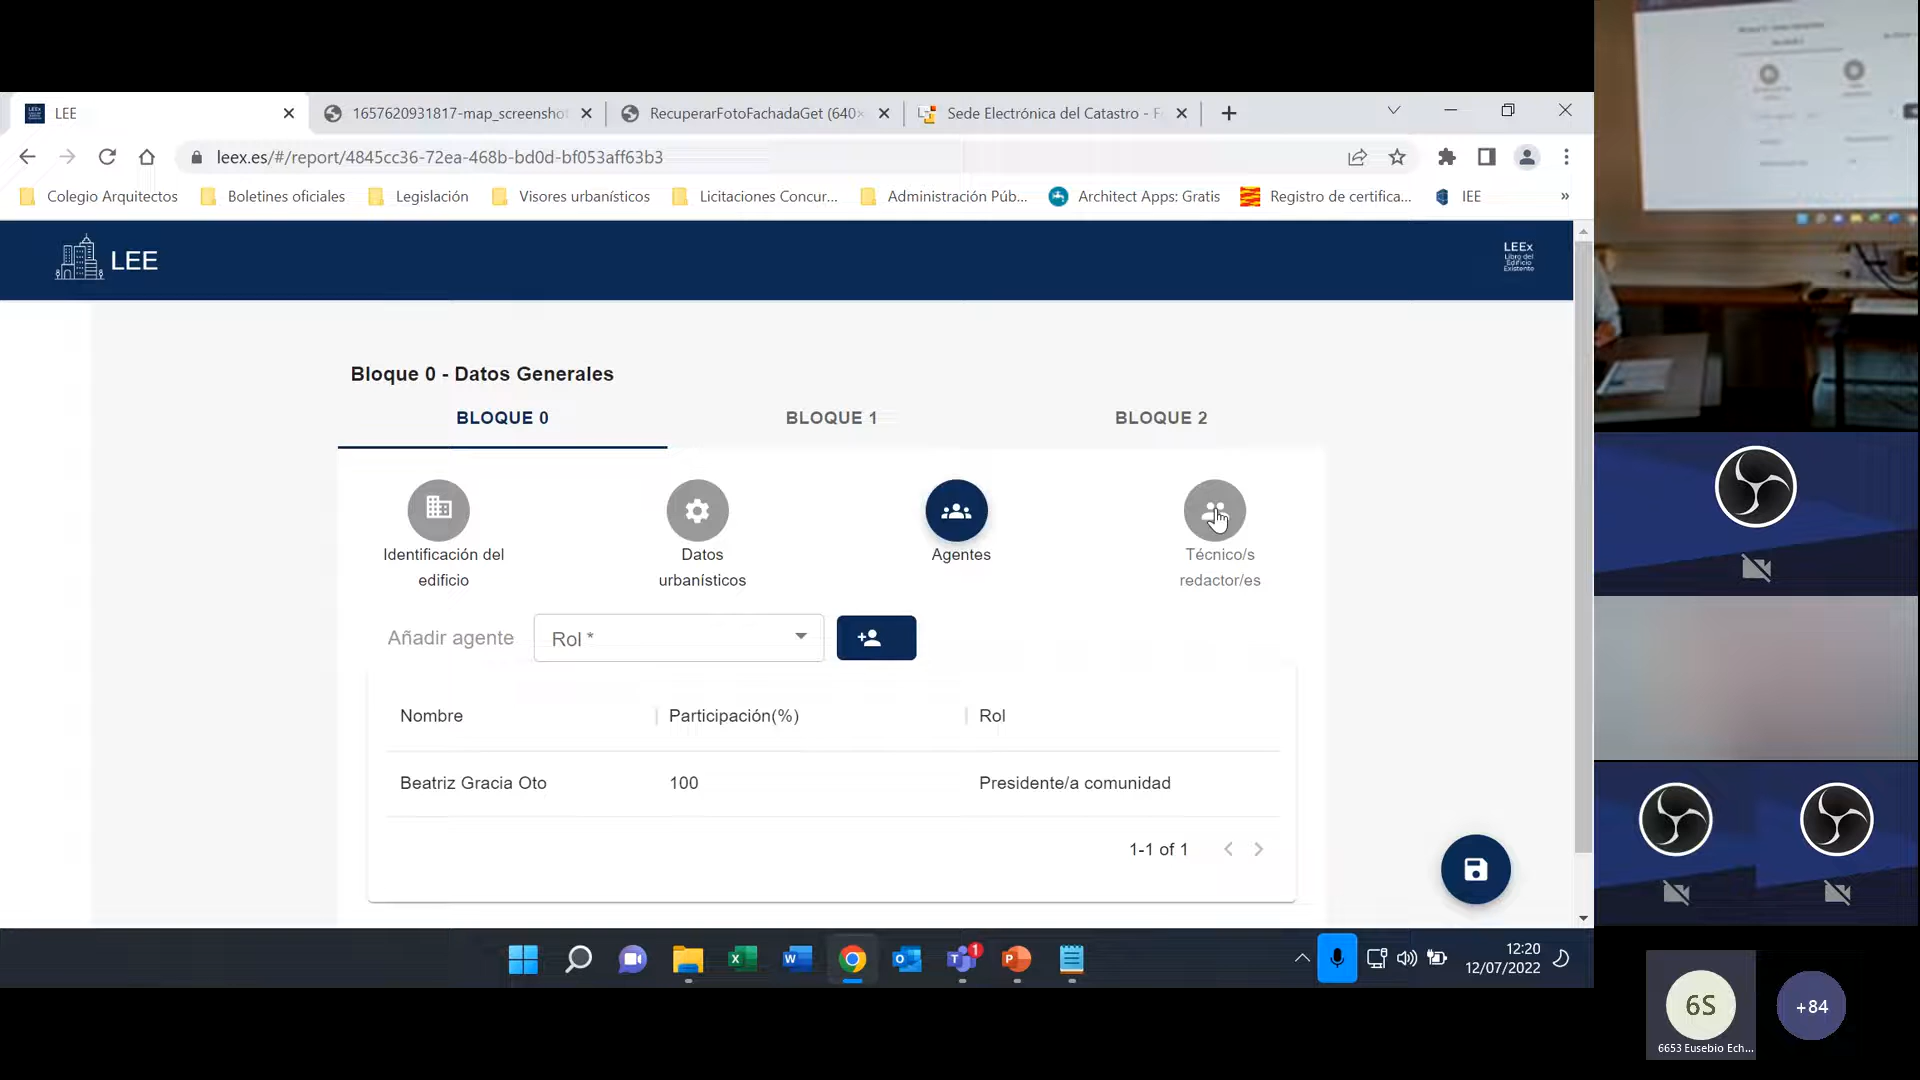 LEE
1657620931817-map_screenshot
RecuperarFotoFachadaGet (640×
Sede Electrónica del Catastro - F
leex.es/#/report/4845cc36-72ea-468b-bd0d-bf053aff63b3
Colegio Arquitectos
Boletines oficiales
Legislación
Visores urbanísticos
Licitaciones Concur...
Administración Púb...
Architect Apps: Gratis
Registro de certifica...
IEE
»
LEE
LEEx
Libro del
Edificio
Existente
Bloque 0 - Datos Generales
BLOQUE 0
BLOQUE 1
BLOQUE 2
Identificación del
edificio
Datos
urbanísticos
Agentes
Técnico/s
redactor/es
Añadir agente
Rol *
Nombre
Participación(%)
Rol
Beatriz Gracia Oto
100
Presidente/a comunidad
1-1 of 1
12:20
12/07/2022
6S
6653 Eusebio Ech...
+84